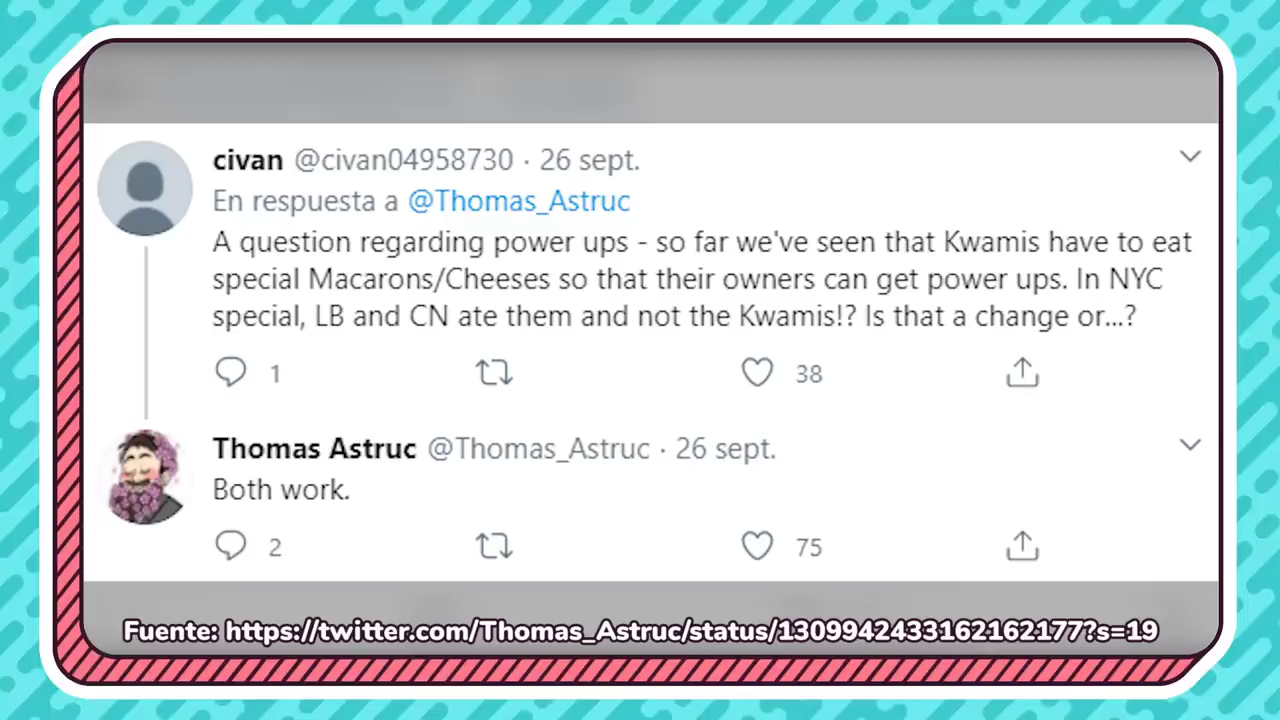 civan @civan04958730 · 26 sept.
En respuesta a @Thomas_Astruc
A question regarding power ups - so far we've seen that Kwamis have to eat
special Macarons/Cheeses so that their owners can get power ups. In NYC
special, LB and CN ate them and not the Kwamis!? Is that a change or...?
1 38
Thomas Astruc @Thomas_Astruc · 26 sept.
Both work.
2 75
Fuente: https://twitter.com/Thomas_Astruc/status/1309942433162162177?s=19